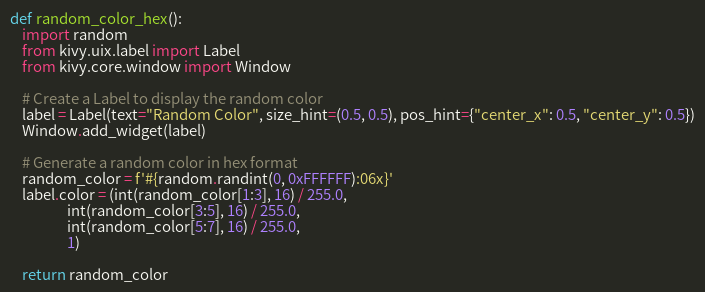 def random_color_hex():
    import random
    from kivy.uix.label import Label
    from kivy.core.window import Window

    # Create a Label to display the random color
    label = Label(text="Random Color", size_hint=(0.5, 0.5), pos_hint={"center_x": 0.5, "center_y": 0.5})
    Window.add_widget(label)

    # Generate a random color in hex format
    random_color = f'#{random.randint(0, 0xFFFFFF):06x}'
    label.color = (int(random_color[1:3], 16) / 255.0,
                int(random_color[3:5], 16) / 255.0,
                int(random_color[5:7], 16) / 255.0,
                1)

    return random_color